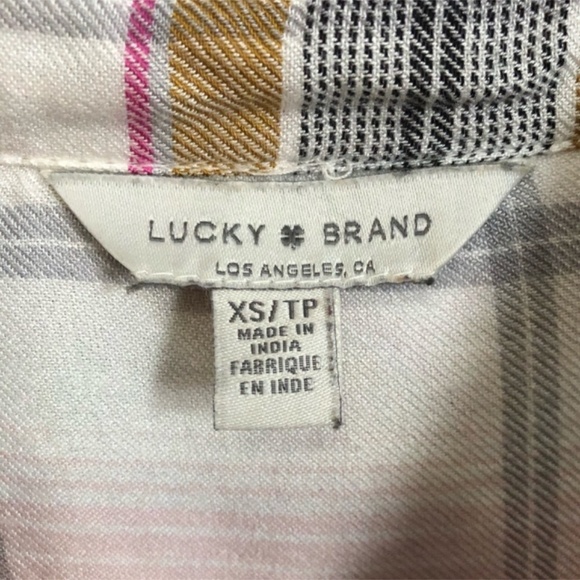 LUCKY BRAND
LOS ANGELES, CA
XS/TP
MADE IN
INDIA
FABRIQUE
EN INDE